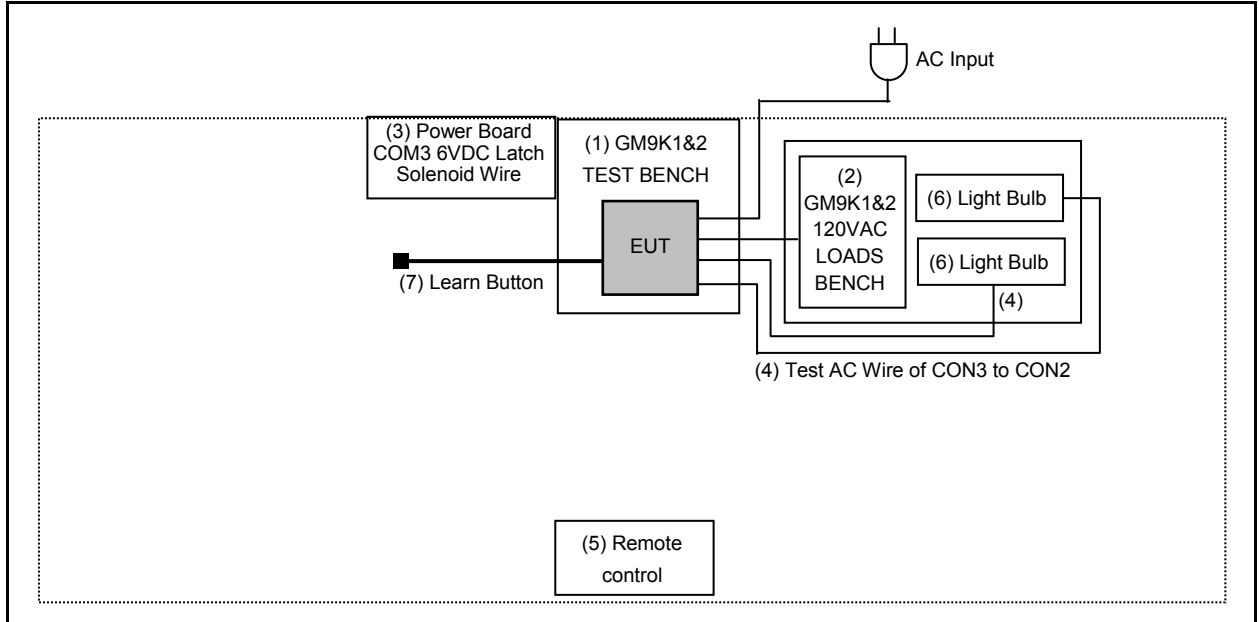 AC Input
(3) Power Board
COM3 6VDC Latch
Solenoid Wire
(1) GM9K1&2
TEST BENCH
EUT
(7) Learn Button
(2)
GM9K1&2
120VAC
LOADS
BENCH
(6) Light Bulb
(6) Light Bulb
(4)
(4) Test AC Wire of CON3 to CON2
(5) Remote
control